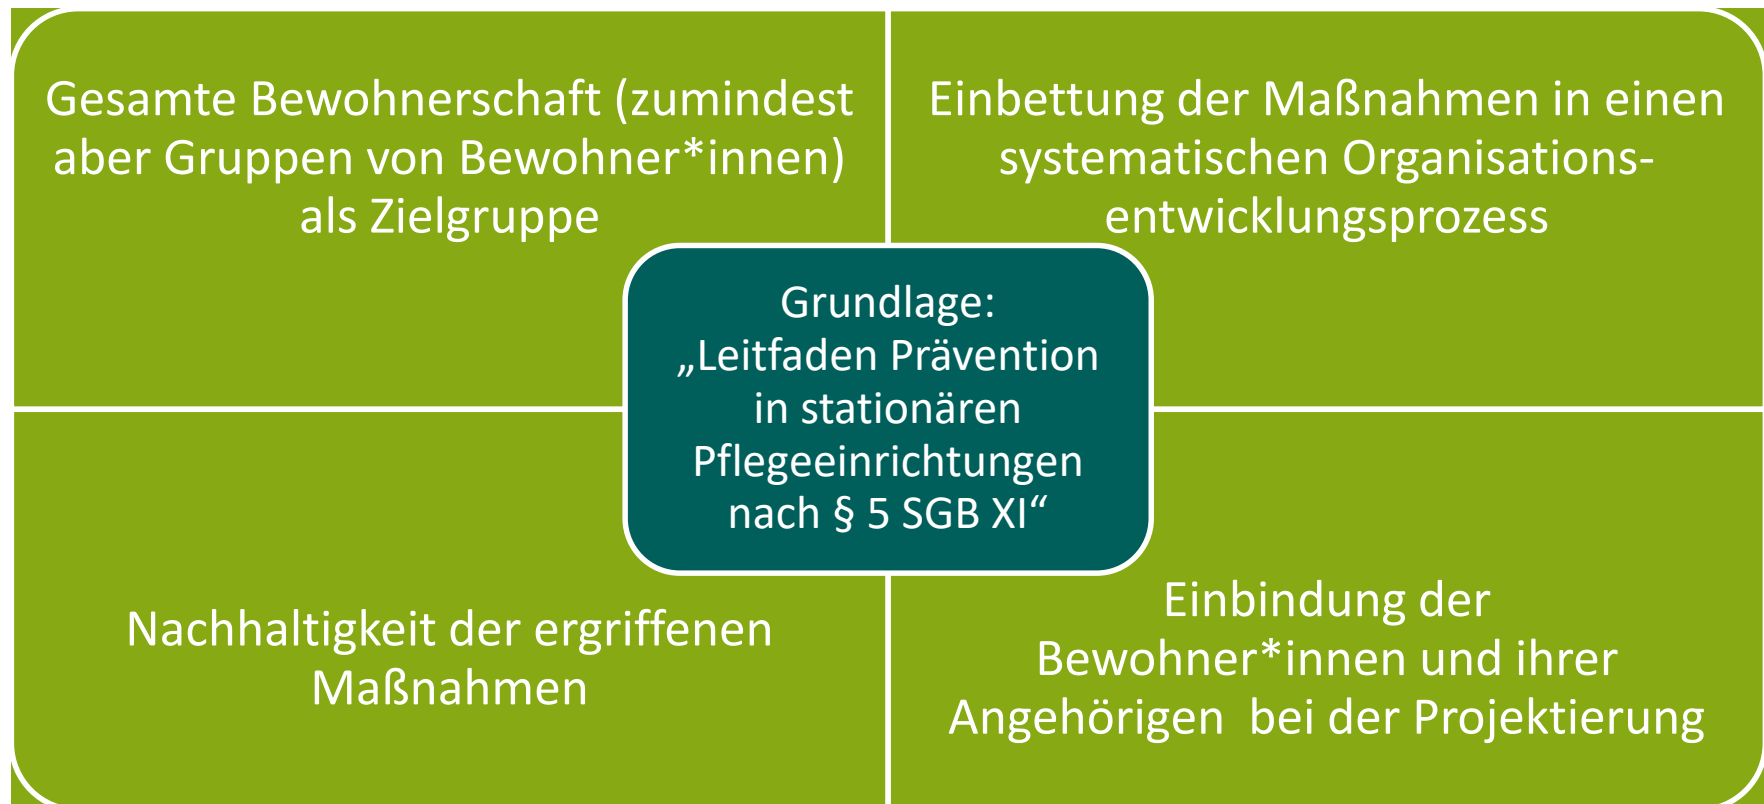 Gesamte Bewohnerschaft (zumindest
aber Gruppen von Bewohner*innen)
als Zielgruppe
Einbettung der Maßnahmen in einen
systematischen Organisations-
entwicklungsprozess
Grundlage:
„Leitfaden Prävention
in stationären
Pflegeeinrichtungen
nach § 5 SGB XI“
Nachhaltigkeit der ergriffenen
Maßnahmen
Einbindung der
Bewohner*innen und ihrer
Angehörigen  bei der Projektierung